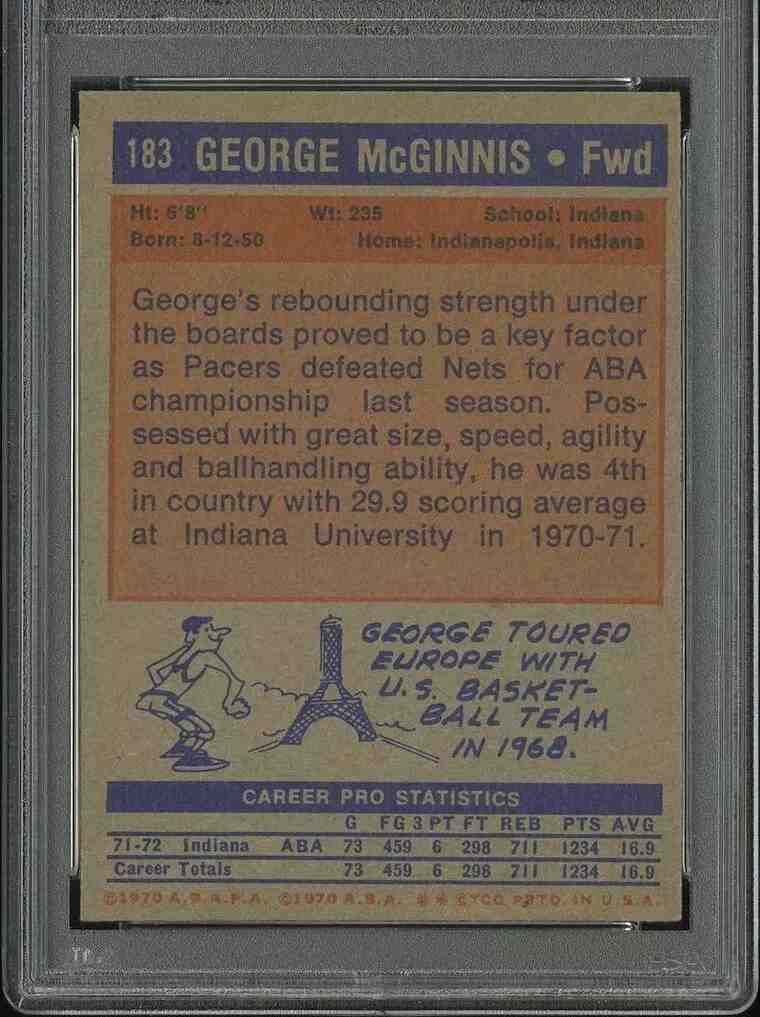 183 GEORGE McGINNIS • Fwd
Ht: 6'8" Wt: 235 School: Indiana
Born: 8-12-50 Home: Indianapolis, Indiana
George's rebounding strength under
the boards proved to be a key factor
as Pacers defeated Nets for ABA
championship last season. Pos-
sessed with great size, speed, agility
and ballhandling ability, he was 4th
in country with 29.9 scoring average
at Indiana University in 1970-71.
GEORGE TOURED
EUROPE WITH
U.S. BASKET-
BALL TEAM
IN 1968.
CAREER PRO STATISTICS
G FG 3PT FT REB PTS AVG
71-72 Indiana ABA 73 459 6 298 711 1234 16.9
Career Totals 73 459 6 298 711 1234 16.9
©1970 A.B.A.P.A. ©1970 A.B.A. * * PRTD. IN U.S.A.